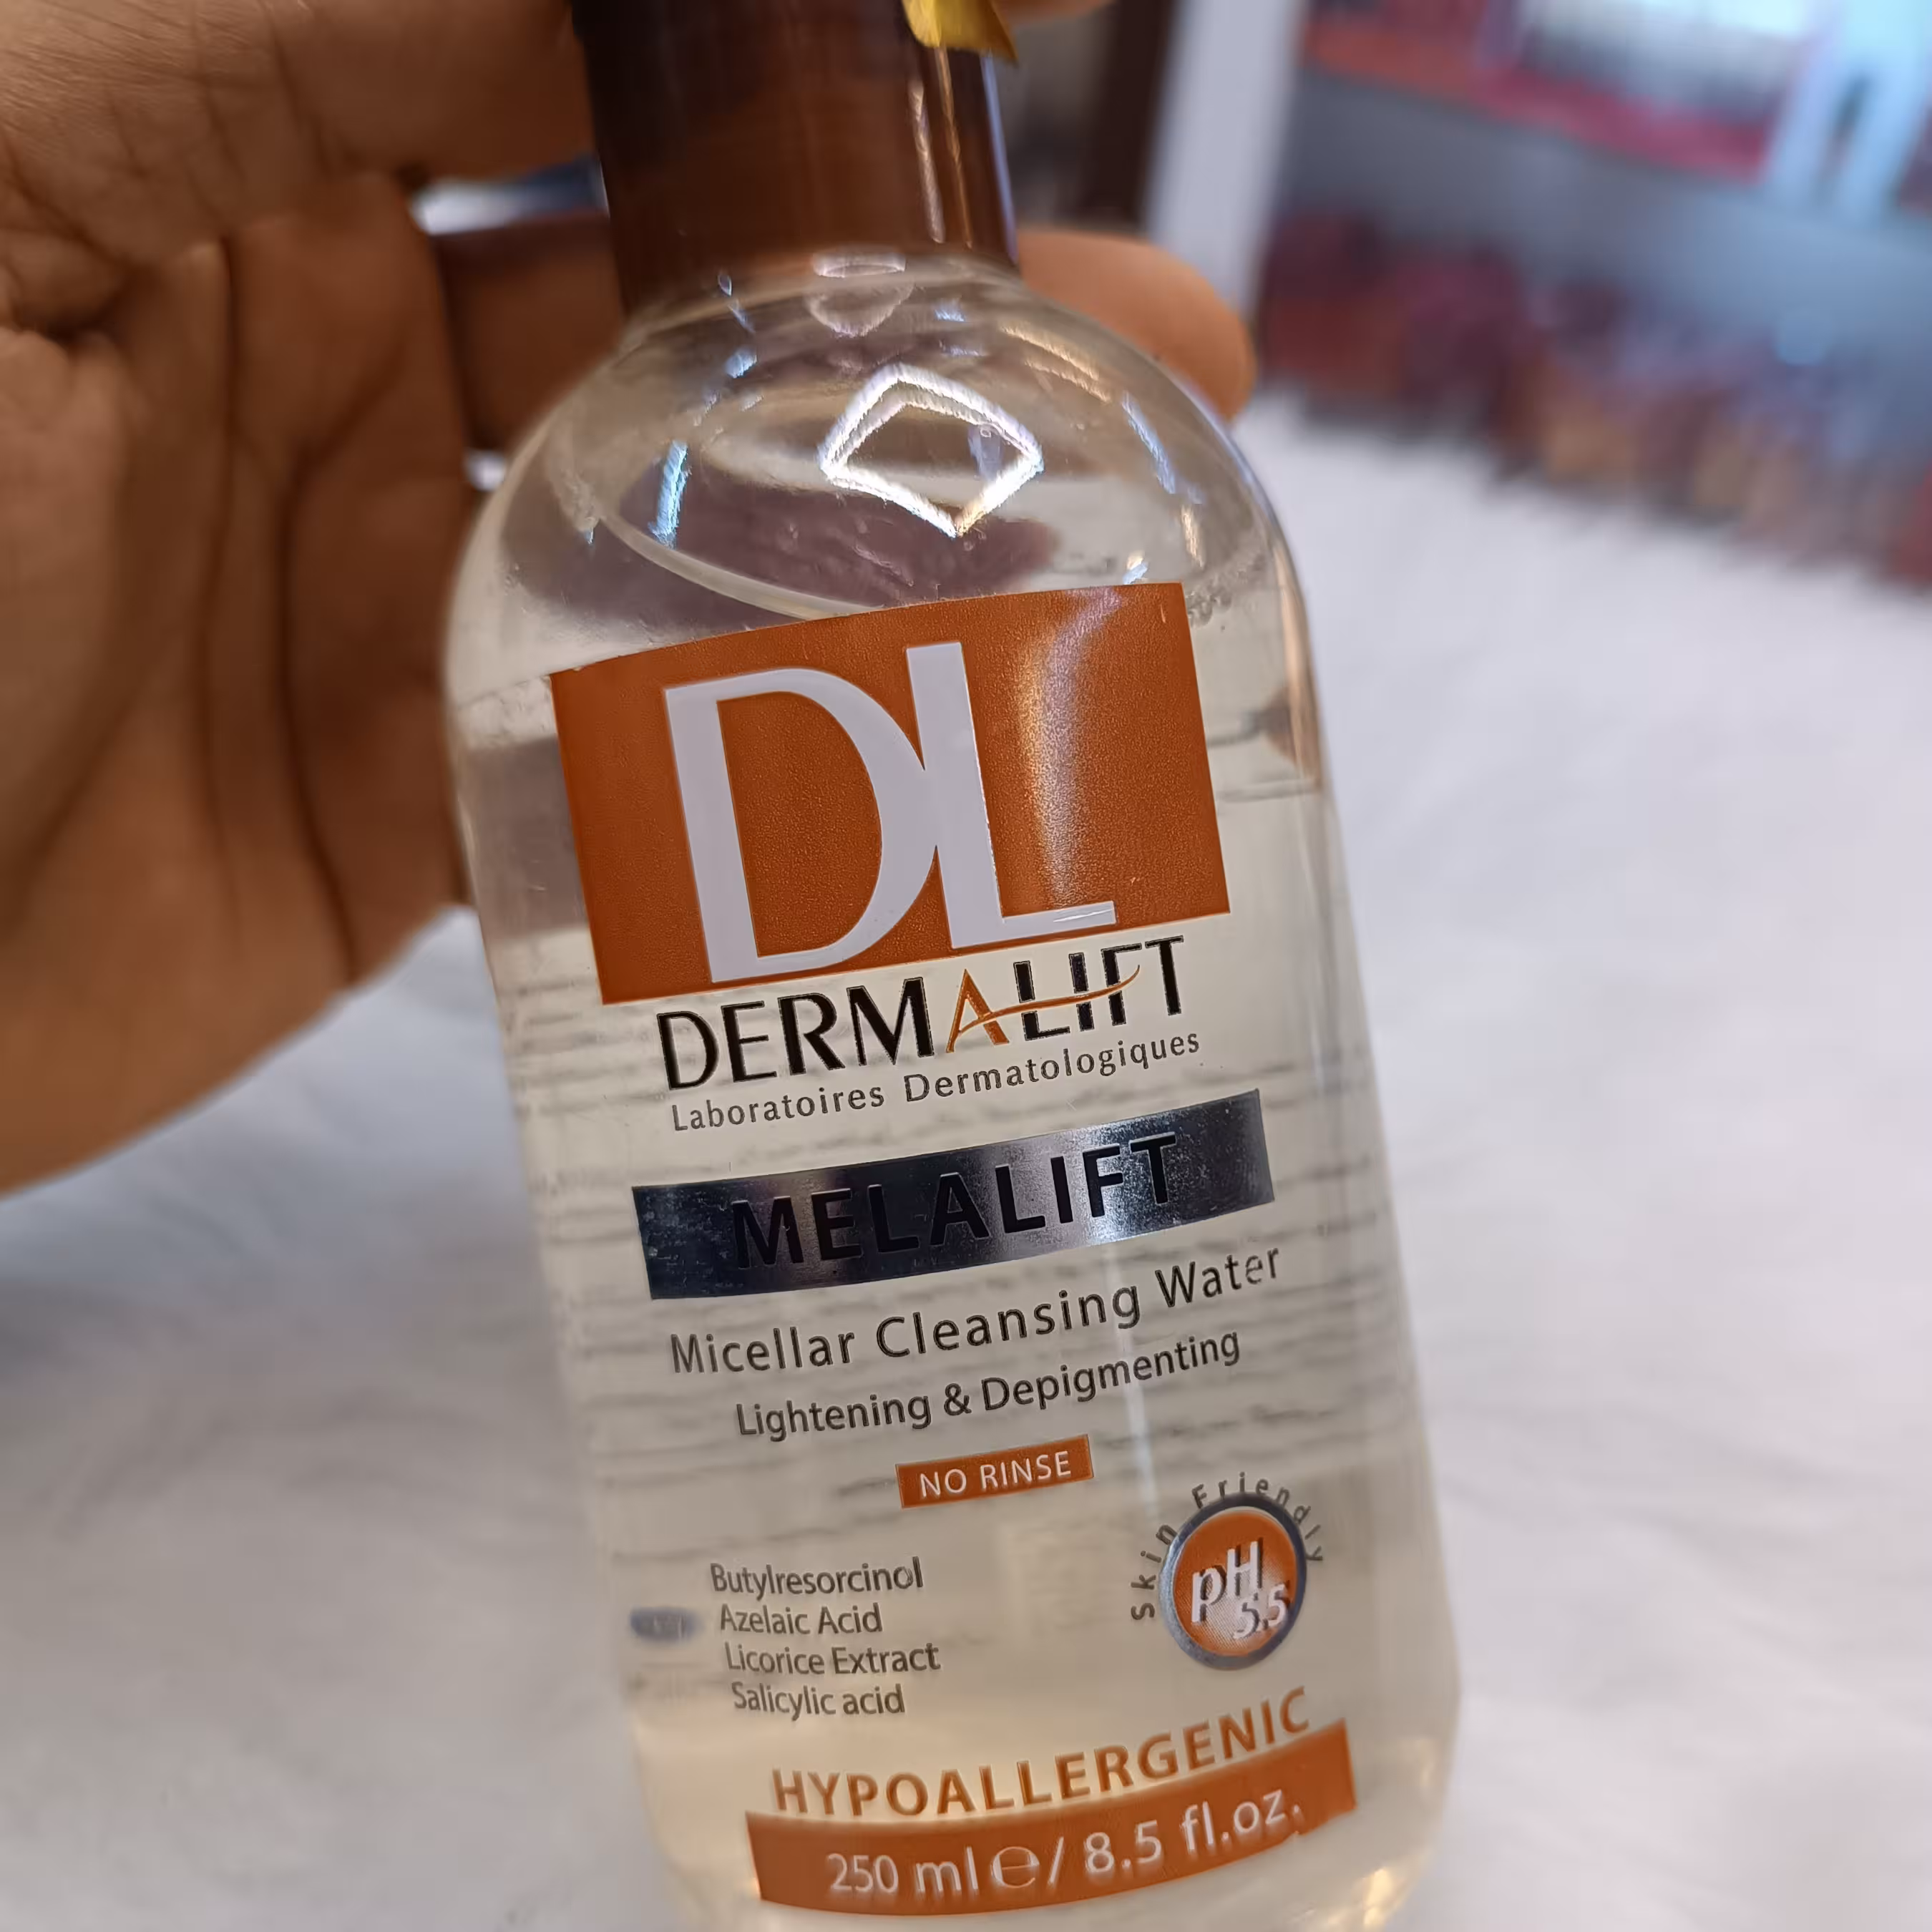 DL
DERMALIFT
Laboratoires Dermatologiques
MELALIFT
Micellar Cleansing Water
Lightening & Depigmenting
NO RINSE
Skin Friendly
pH
5.5
Butylresorcinol
Azelaic Acid
Licorice Extract
Salicylic acid
HYPOALLERGENIC
250 ml ℮ / 8.5 fl.oz.